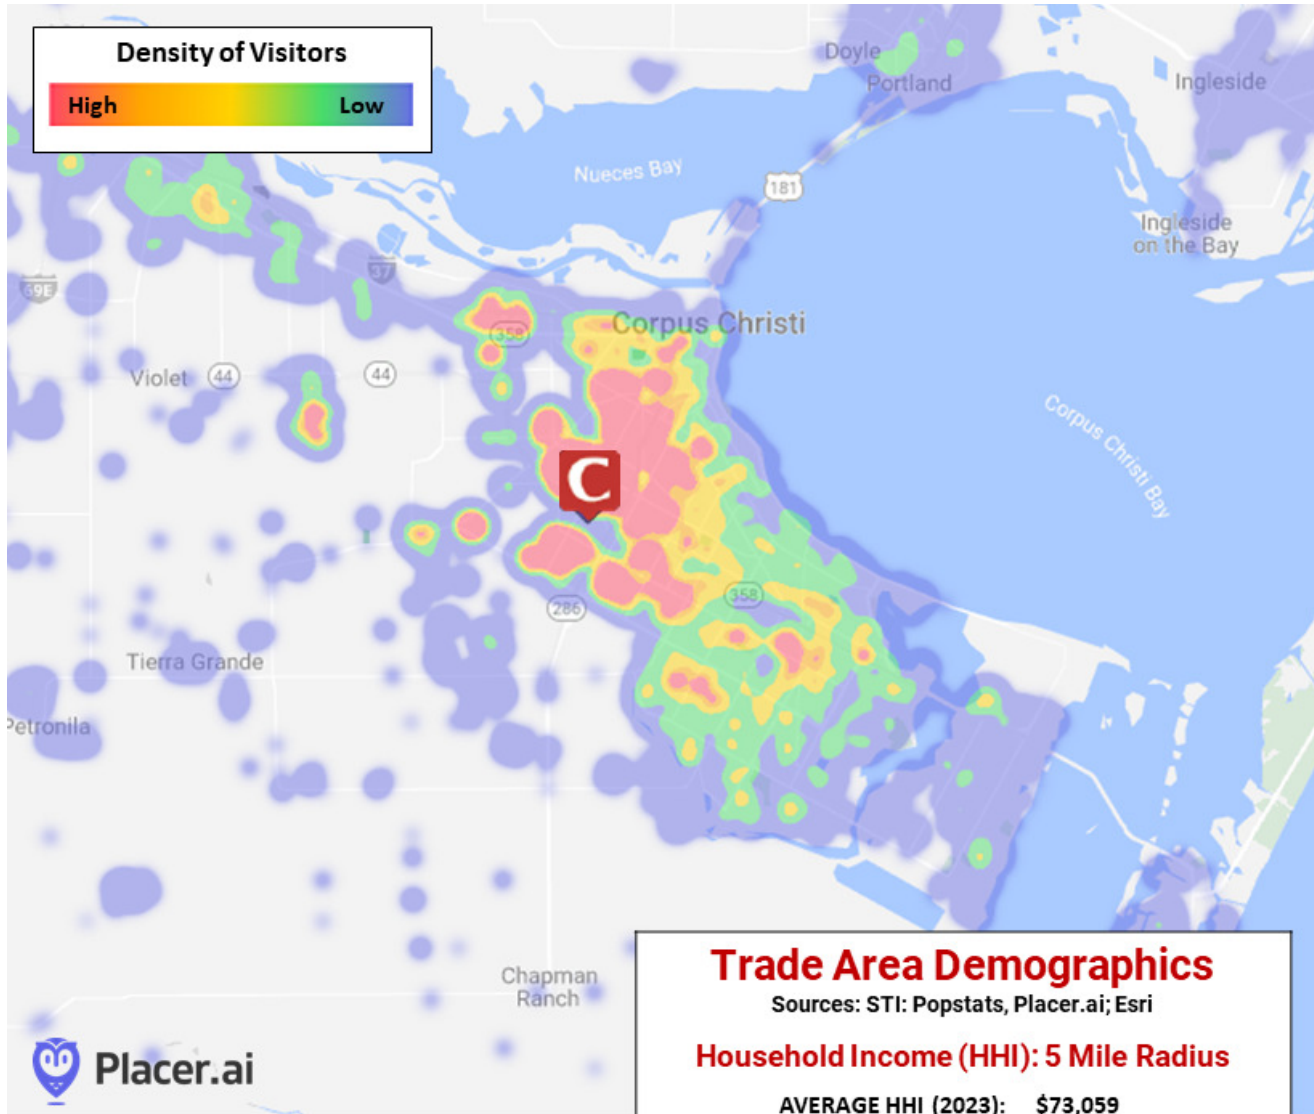 Density of Visitors
High
Low
Doyle
Portland
Ingleside
Nueces Bay
181
Ingleside
on the Bay
37
69E
358
Corpus Christi
Violet
44
44
Corpus Christi Bay
C
286
358
Tierra Grande
Petronila
Chapman
Ranch
Placer.ai
Trade Area Demographics
Sources: STI: Popstats, Placer.ai; Esri
Household Income (HHI): 5 Mile Radius
AVERAGE HHI (2023): $73,059